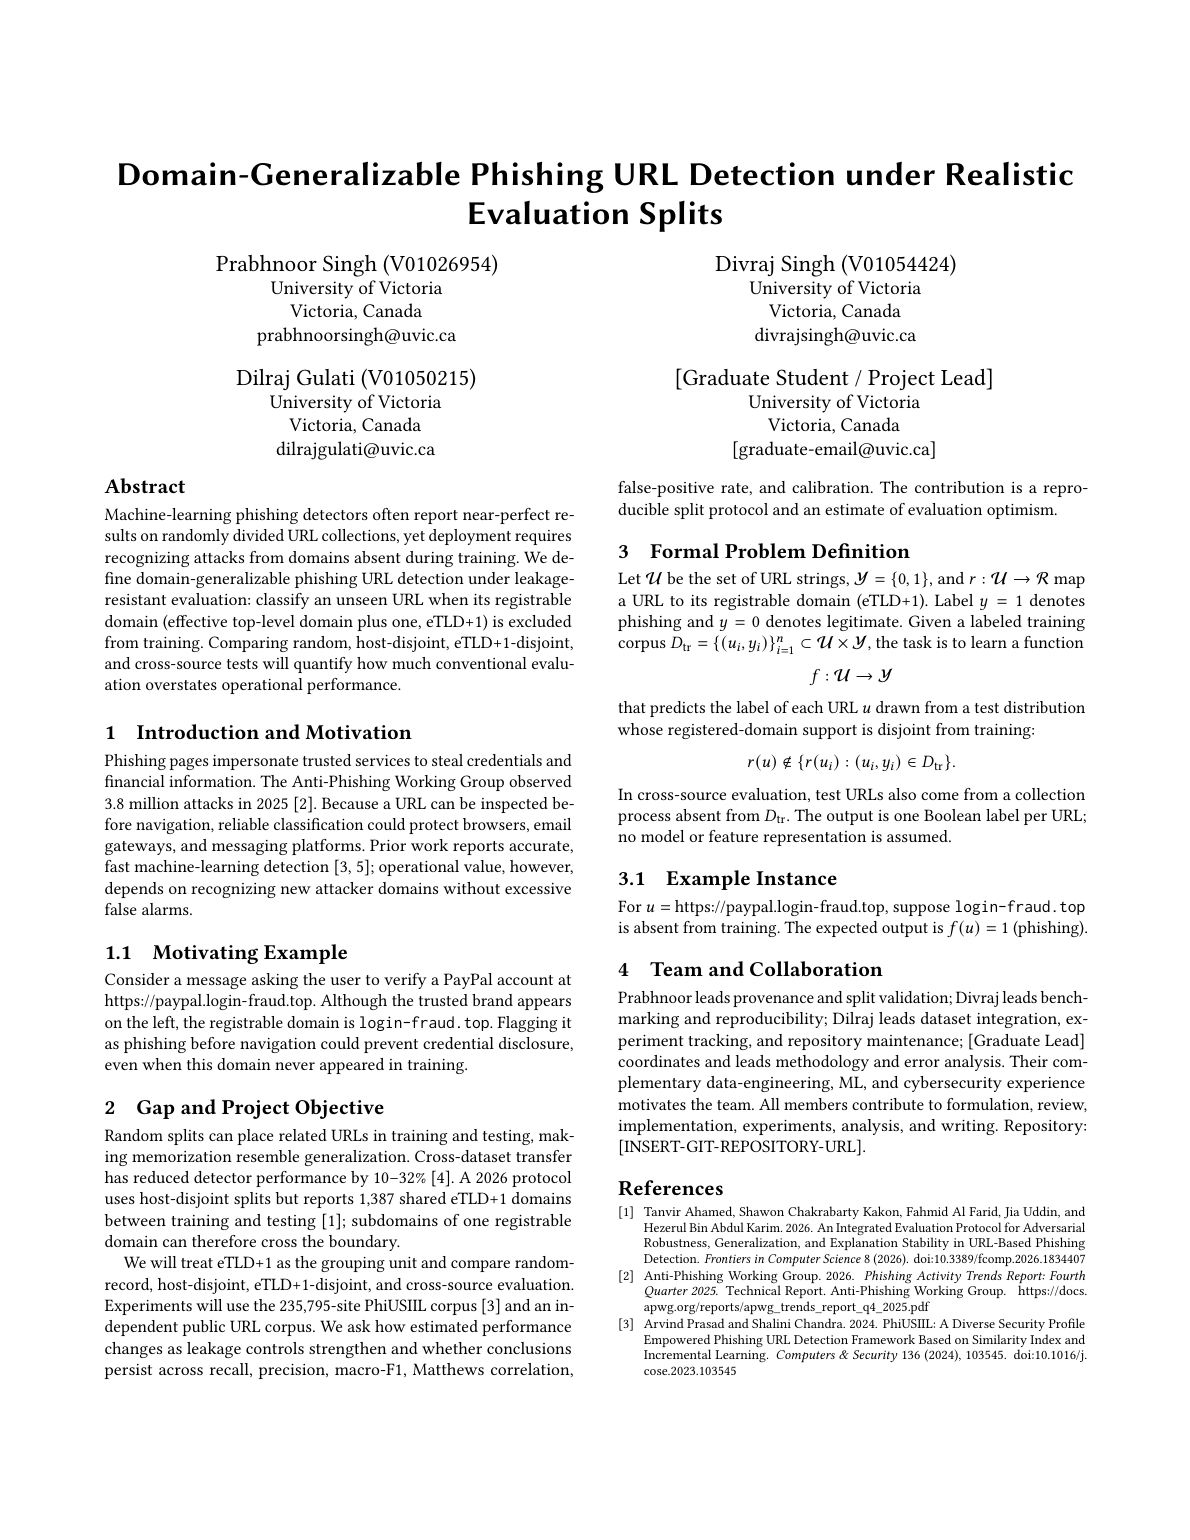 Domain-Generalizable Phishing URL Detection under Realistic
Evaluation Splits
Prabhnoor Singh (V01026954)
University of Victoria
Victoria, Canada
prabhnoorsingh@uvic.ca
Divraj Singh (V01054424)
University of Victoria
Victoria, Canada
divrajsingh@uvic.ca
Dilraj Gulati (V01050215)
University of Victoria
Victoria, Canada
dilrajgulati@uvic.ca
[Graduate Student / Project Lead]
University of Victoria
Victoria, Canada
[graduate-email@uvic.ca]
Abstract
Machine-learning phishing detectors often report near-perfect re-
sults on randomly divided URL collections, yet deployment requires
recognizing attacks from domains absent during training. We de-
fine domain-generalizable phishing URL detection under leakage-
resistant evaluation: classify an unseen URL when its registrable
domain (effective top-level domain plus one, eTLD+1) is excluded
from training. Comparing random, host-disjoint, eTLD+1-disjoint,
and cross-source tests will quantify how much conventional evalu-
ation overstates operational performance.
1 Introduction and Motivation
Phishing pages impersonate trusted services to steal credentials and
financial information. The Anti-Phishing Working Group observed
3.8 million attacks in 2025 [2]. Because a URL can be inspected be-
fore navigation, reliable classification could protect browsers, email
gateways, and messaging platforms. Prior work reports accurate,
fast machine-learning detection [3, 5]; operational value, however,
depends on recognizing new attacker domains without excessive
false alarms.
1.1 Motivating Example
Consider a message asking the user to verify a PayPal account at
https://paypal.login-fraud.top. Although the trusted brand appears
on the left, the registrable domain is login-fraud.top. Flagging it
as phishing before navigation could prevent credential disclosure,
even when this domain never appeared in training.
2 Gap and Project Objective
Random splits can place related URLs in training and testing, mak-
ing memorization resemble generalization. Cross-dataset transfer
has reduced detector performance by 10–32% [4]. A 2026 protocol
uses host-disjoint splits but reports 1,387 shared eTLD+1 domains
between training and testing [1]; subdomains of one registrable
domain can therefore cross the boundary.
We will treat eTLD+1 as the grouping unit and compare random-
record, host-disjoint, eTLD+1-disjoint, and cross-source evaluation.
Experiments will use the 235,795-site PhiUSIIL corpus [3] and an in-
dependent public URL corpus. We ask how estimated performance
changes as leakage controls strengthen and whether conclusions
persist across recall, precision, macro-F1, Matthews correlation,
false-positive rate, and calibration. The contribution is a repro-
ducible split protocol and an estimate of evaluation optimism.
3 Formal Problem Definition
Let 𝓤 be the set of URL strings, 𝓨 = {0, 1}, and r : 𝓤 → 𝓡 map
a URL to its registrable domain (eTLD+1). Label y = 1 denotes
phishing and y = 0 denotes legitimate. Given a labeled training
corpus D_tr = {(u_i, y_i)}_{i=1}^n ⊂ 𝓤 × 𝓨, the task is to learn a function
f : 𝓤 → 𝓨
that predicts the label of each URL u drawn from a test distribution
whose registered-domain support is disjoint from training:
r(u) ∉ {r(u_i) : (u_i, y_i) ∈ D_tr}.
In cross-source evaluation, test URLs also come from a collection
process absent from D_tr. The output is one Boolean label per URL;
no model or feature representation is assumed.
3.1 Example Instance
For u = https://paypal.login-fraud.top, suppose login-fraud.top
is absent from training. The expected output is f(u) = 1 (phishing).
4 Team and Collaboration
Prabhnoor leads provenance and split validation; Divraj leads bench-
marking and reproducibility; Dilraj leads dataset integration, ex-
periment tracking, and repository maintenance; [Graduate Lead]
coordinates and leads methodology and error analysis. Their com-
plementary data-engineering, ML, and cybersecurity experience
motivates the team. All members contribute to formulation, review,
implementation, experiments, analysis, and writing. Repository:
[INSERT-GIT-REPOSITORY-URL].
References
[1] Tanvir Ahamed, Shawon Chakrabarty Kakon, Fahmid Al Farid, Jia Uddin, and
Hezerul Bin Abdul Karim. 2026. An Integrated Evaluation Protocol for Adversarial
Robustness, Generalization, and Explanation Stability in URL-Based Phishing
Detection. Frontiers in Computer Science 8 (2026). doi:10.3389/fcomp.2026.1834407
[2] Anti-Phishing Working Group. 2026. Phishing Activity Trends Report: Fourth
Quarter 2025. Technical Report. Anti-Phishing Working Group. https://docs.
apwg.org/reports/apwg_trends_report_q4_2025.pdf
[3] Arvind Prasad and Shalini Chandra. 2024. PhiUSIIL: A Diverse Security Profile
Empowered Phishing URL Detection Framework Based on Similarity Index and
Incremental Learning. Computers & Security 136 (2024), 103545. doi:10.1016/j.
cose.2023.103545